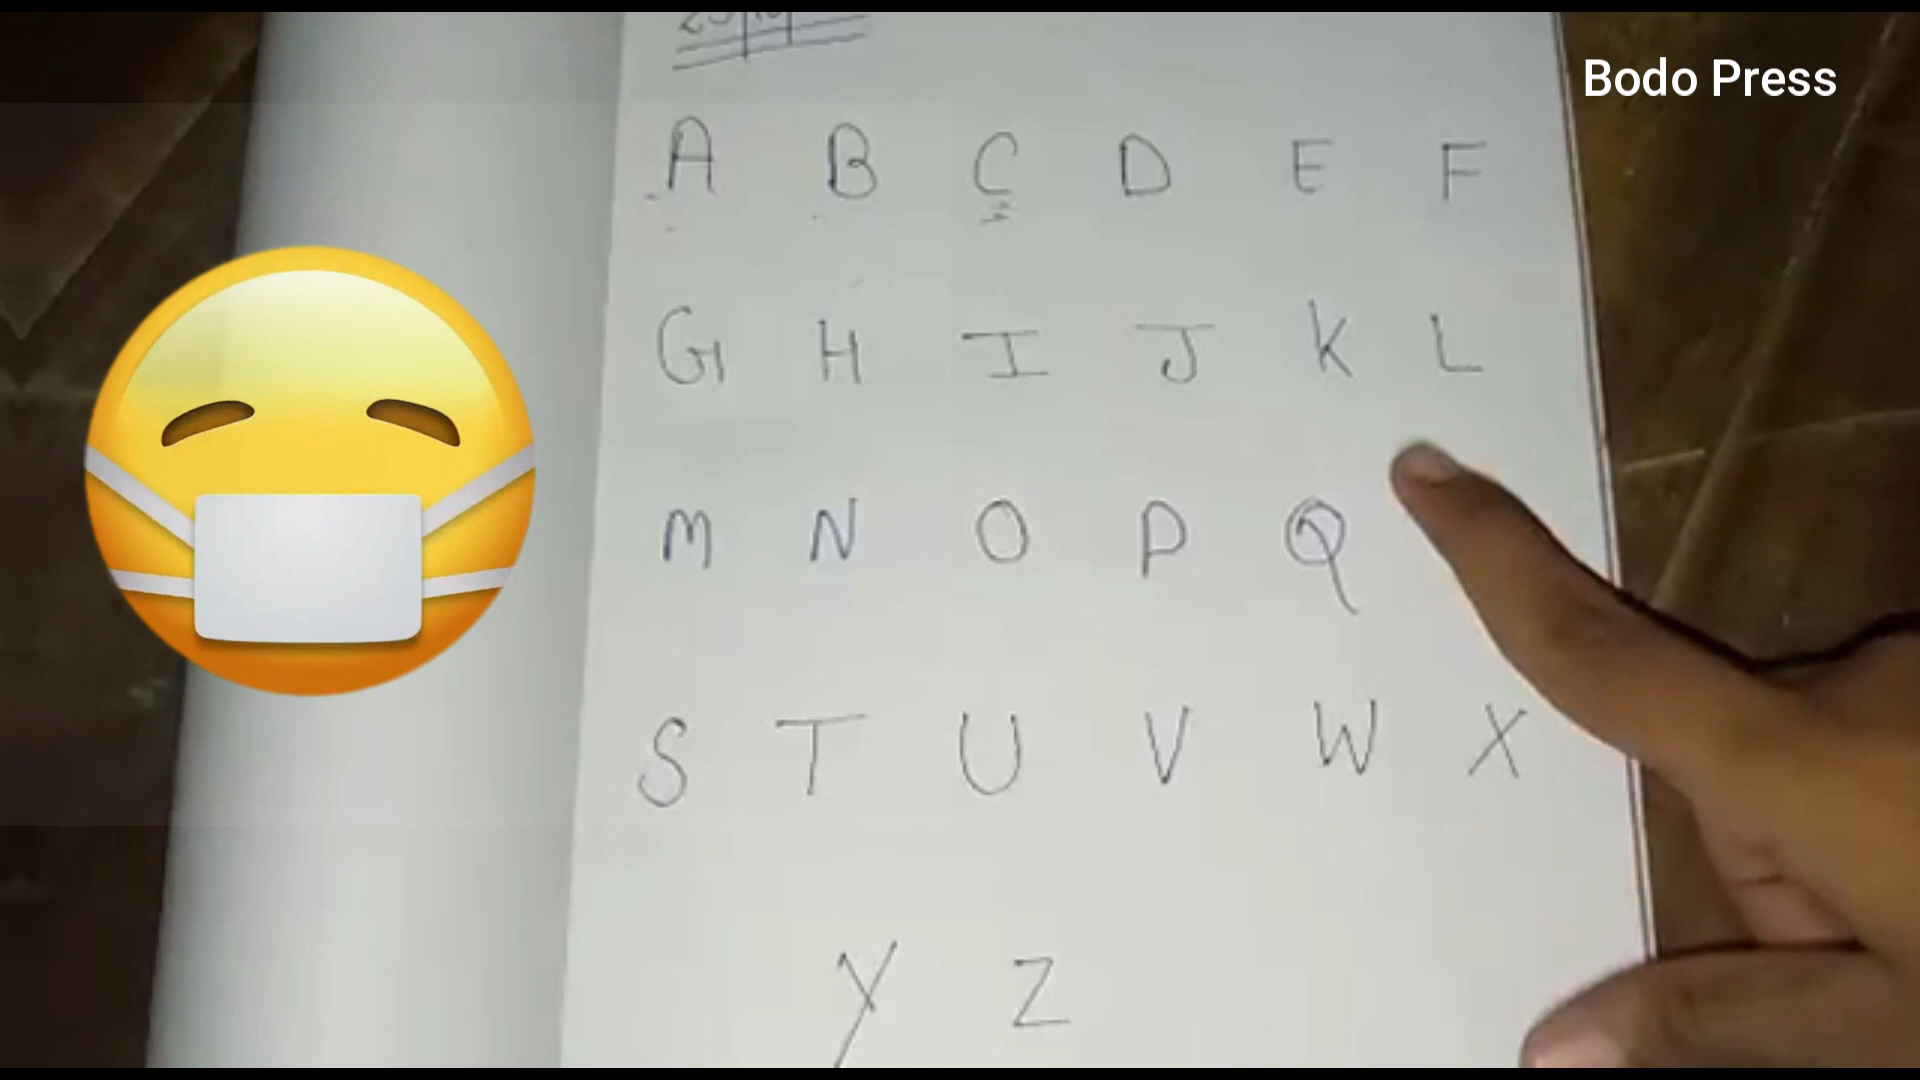 Bodo Press
A B C D E F
G H I J K L
M N O P Q
S T U V W X
Y Z